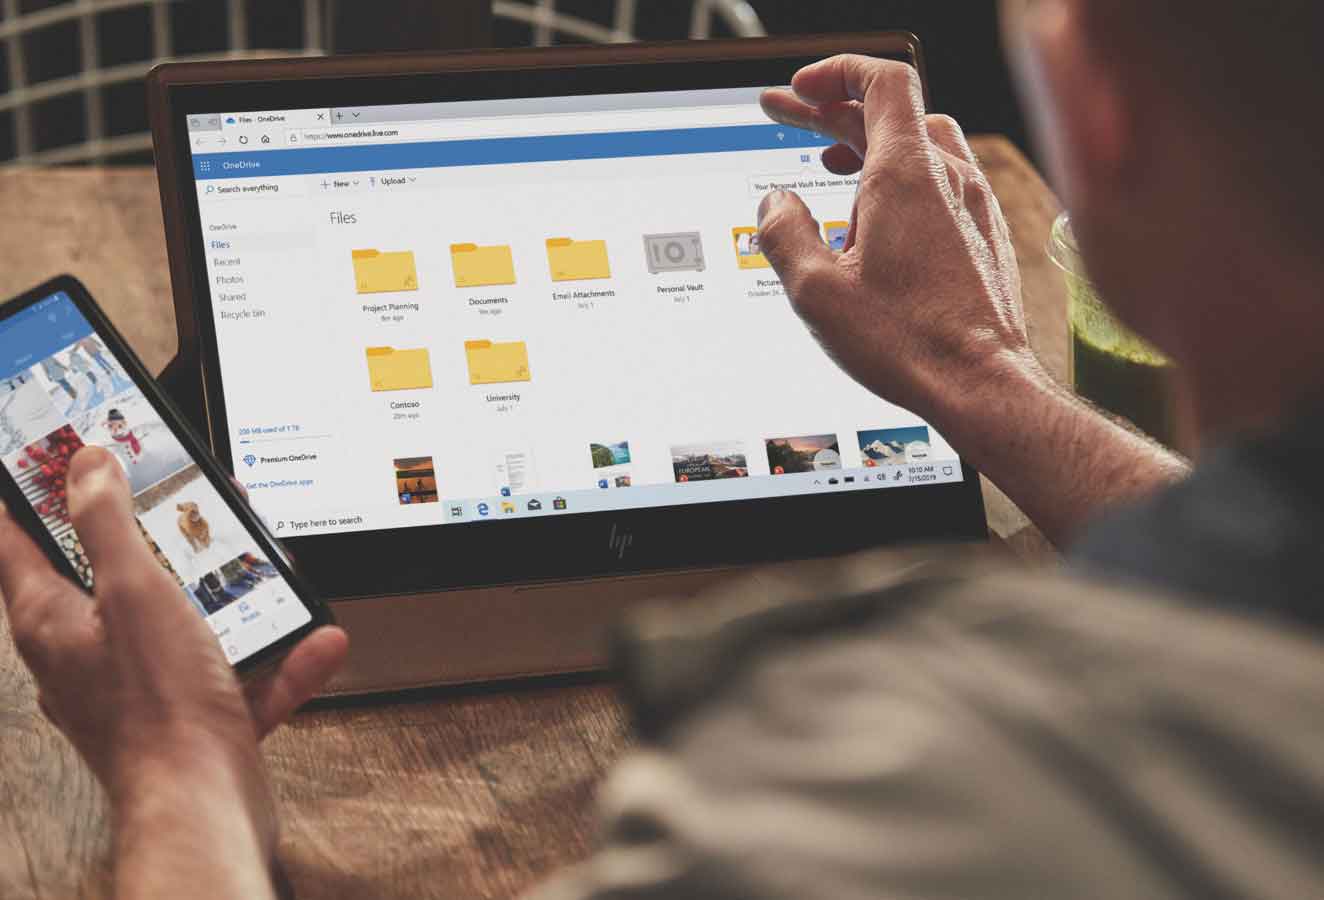 Files - OneDrive
https://www.onedrive.live.com
OneDrive
Search everything
New
Upload
Your Personal Vault has been locke
OneDrive
Files
Recent
Photos
Shared
Recycle bin
Files
Project Planning
8m ago
Documents
9m ago
Email Attachments
July 1
Personal Vault
July 1
Pictures
October 24,
Contoso
20m ago
University
July 1
200 MB used of 1 TB
Premium OneDrive
Get the OneDrive apps
EUROPEAN
Type here to search
10:10 AM
7/15/2019
hp
Photos